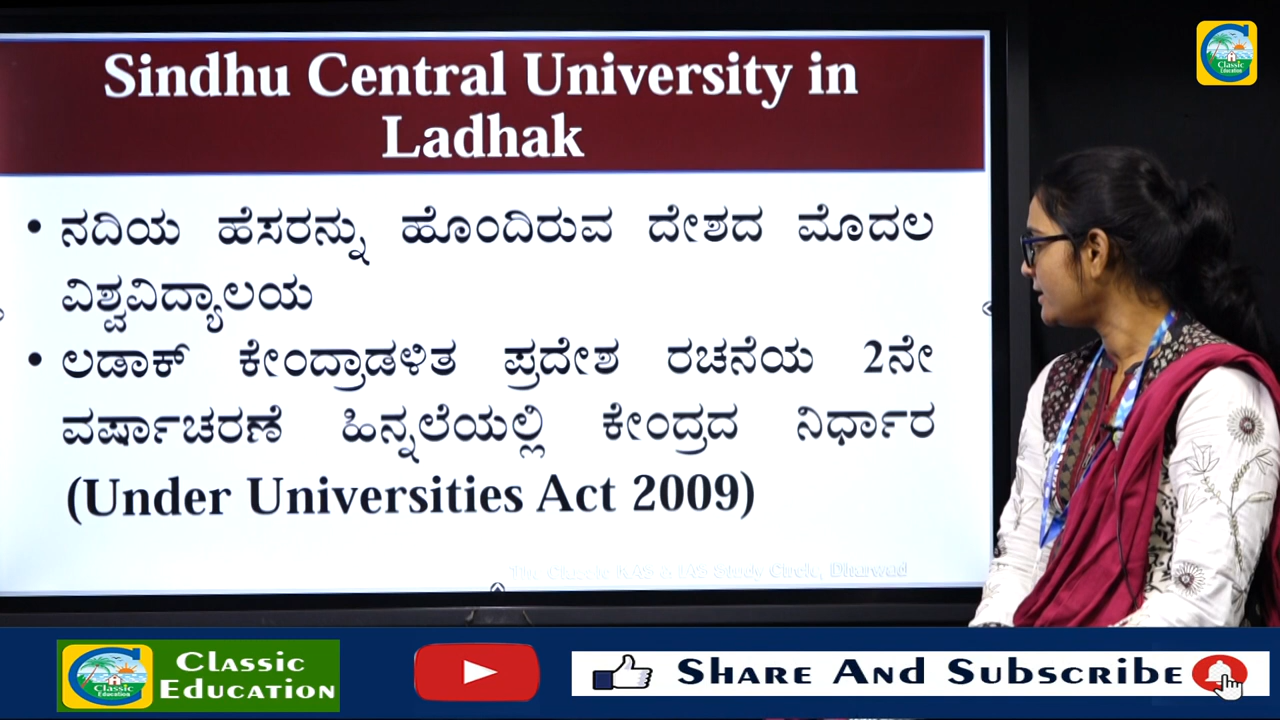 Sindhu Central University in
Ladhak
• ನದಿಯ ಹೆಸರನ್ನು ಹೊಂದಿರುವ ದೇಶದ ಮೊದಲ
ವಿಶ್ವವಿದ್ಯಾಲಯ
• ಲಡಾಕ್ ಕೇಂದ್ರಾಡಳಿತ ಪ್ರದೇಶ ರಚನೆಯ 2ನೇ
ವರ್ಷಾಚರಣೆ ಹಿನ್ನಲೆಯಲ್ಲಿ ಕೇಂದ್ರದ ನಿರ್ಧಾರ
(Under Universities Act 2009)
The Classic KAS & IAS Study Circle, Dharwad
Classic
Education
Classic
Education
Classic
Education
Share And Subscribe